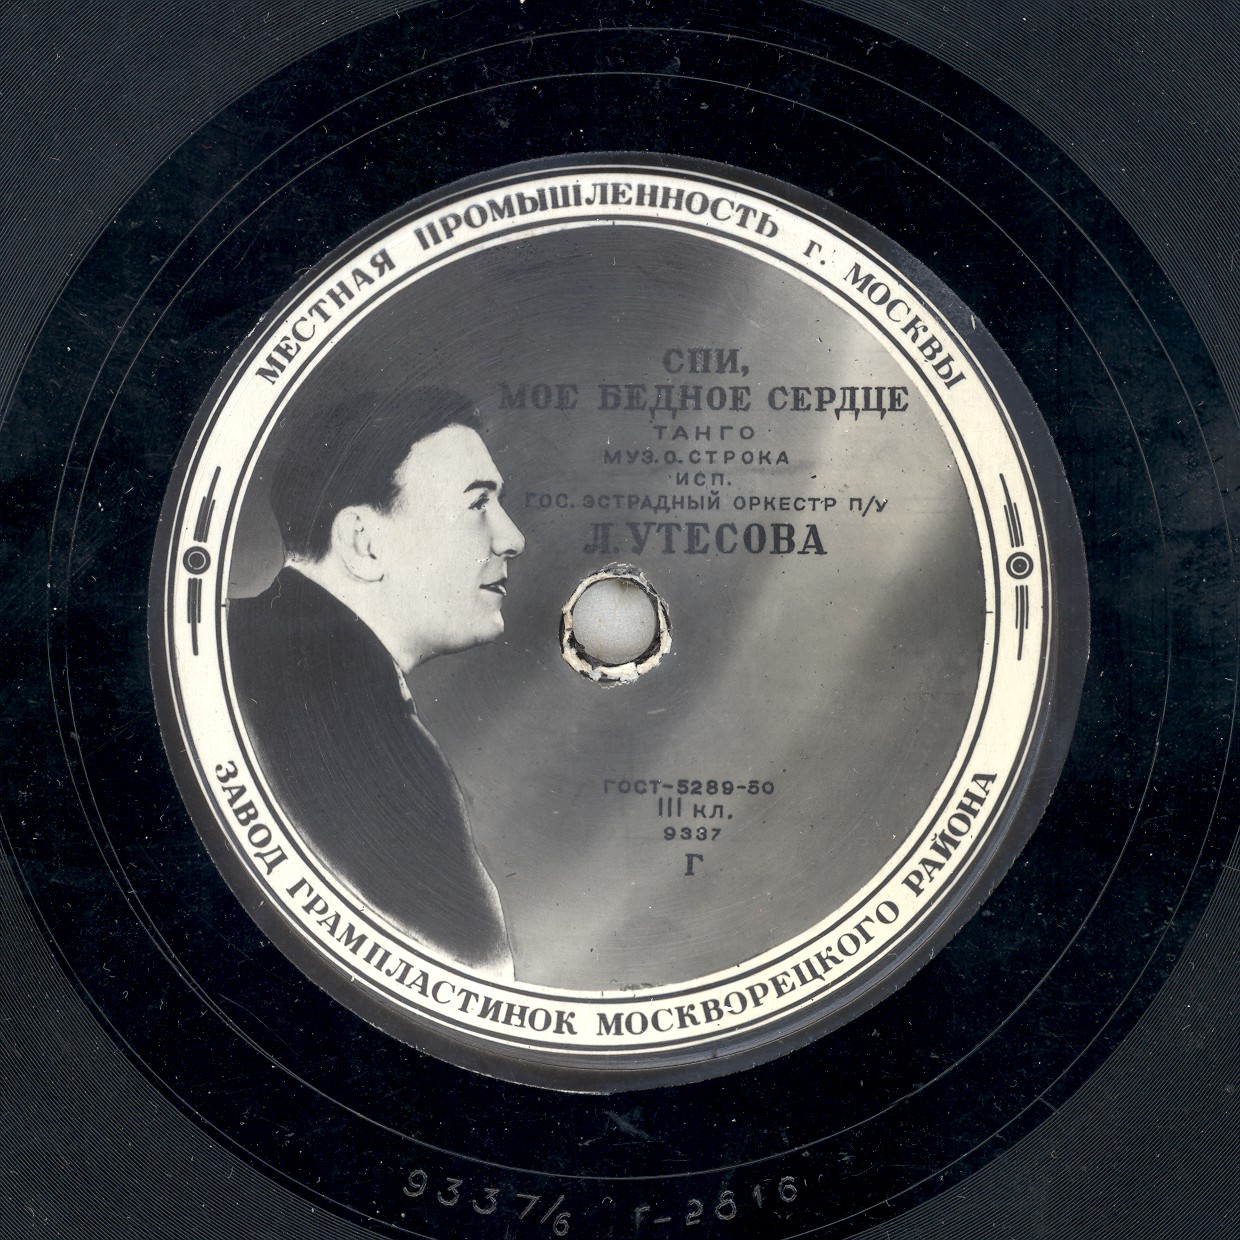 МЕСТНАЯ ПРОМЫШЛЕННОСТЬ г. МОСКВЫ
СПИ,
МОЕ БЕДНОЕ СЕРДЦЕ
ТАНГО
МУЗ. О. СТРОКА
ИСП.
ГОС. ЭСТРАДНЫЙ ОРКЕСТР П/У
Л. УТЕСОВА
ГОСТ-5289-50
III КЛ.
9337
Г
ЗАВОД ГРАМПЛАСТИНОК МОСКВОРЕЦКОГО РАЙОНА
9337/6 Г-2816